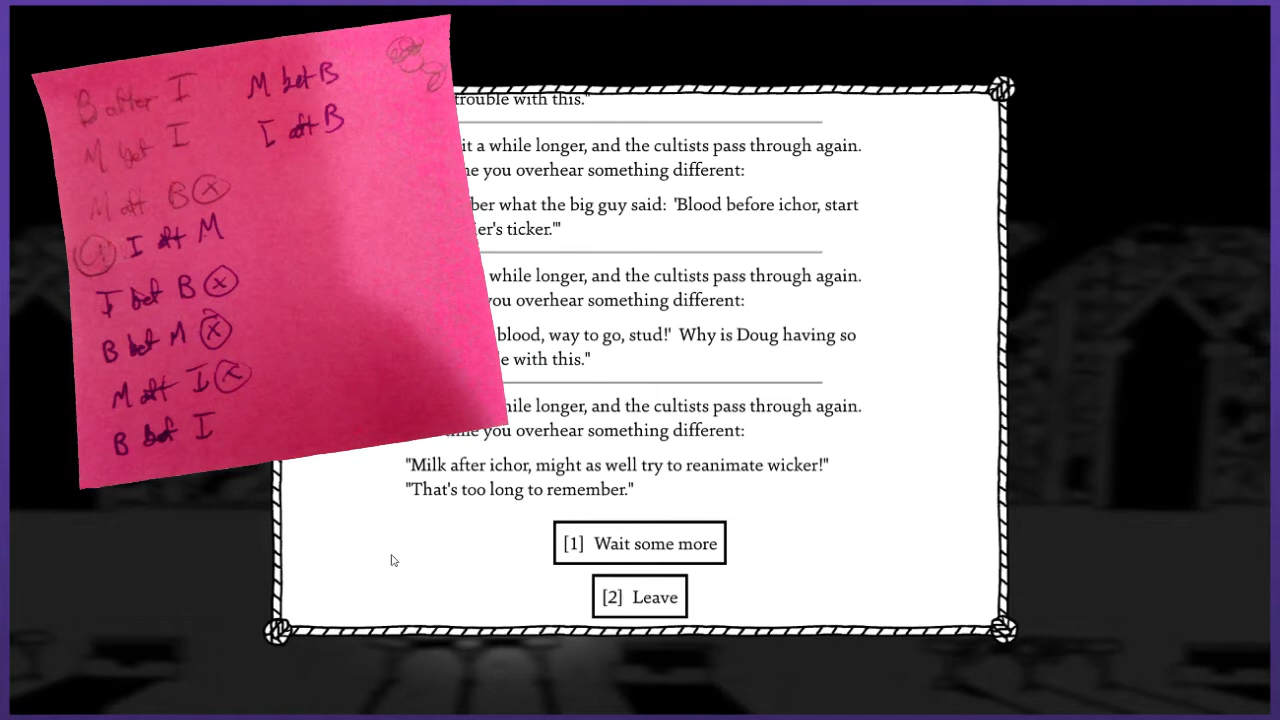 B after I
M bef I
M aft B (x)
I aft M
I bef B (x)
B bef M (x)
M aft I (x)
B bef I
M bef B
I aft B
trouble with this."
it a while longer, and the cultists pass through again.
you overhear something different:
ber what the big guy said: 'Blood before ichor, start
er's ticker.'"
while longer, and the cultists pass through again.
you overhear something different:
blood, way to go, stud!' Why is Doug having so
e with this."
ile longer, and the cultists pass through again.
you overhear something different:
"Milk after ichor, might as well try to reanimate wicker!"
"That's too long to remember."
[1] Wait some more
[2] Leave